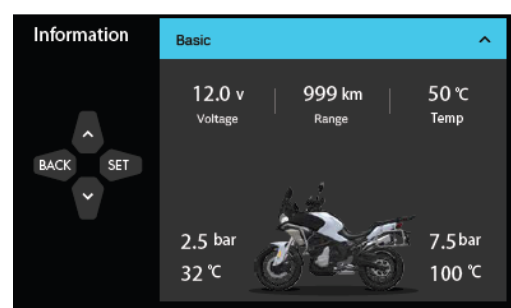 Information
Basic
12.0 v
999 km
50 ℃
Voltage
Range
Temp
BACK
SET
2.5 bar
7.5 bar
32 ℃
100 ℃